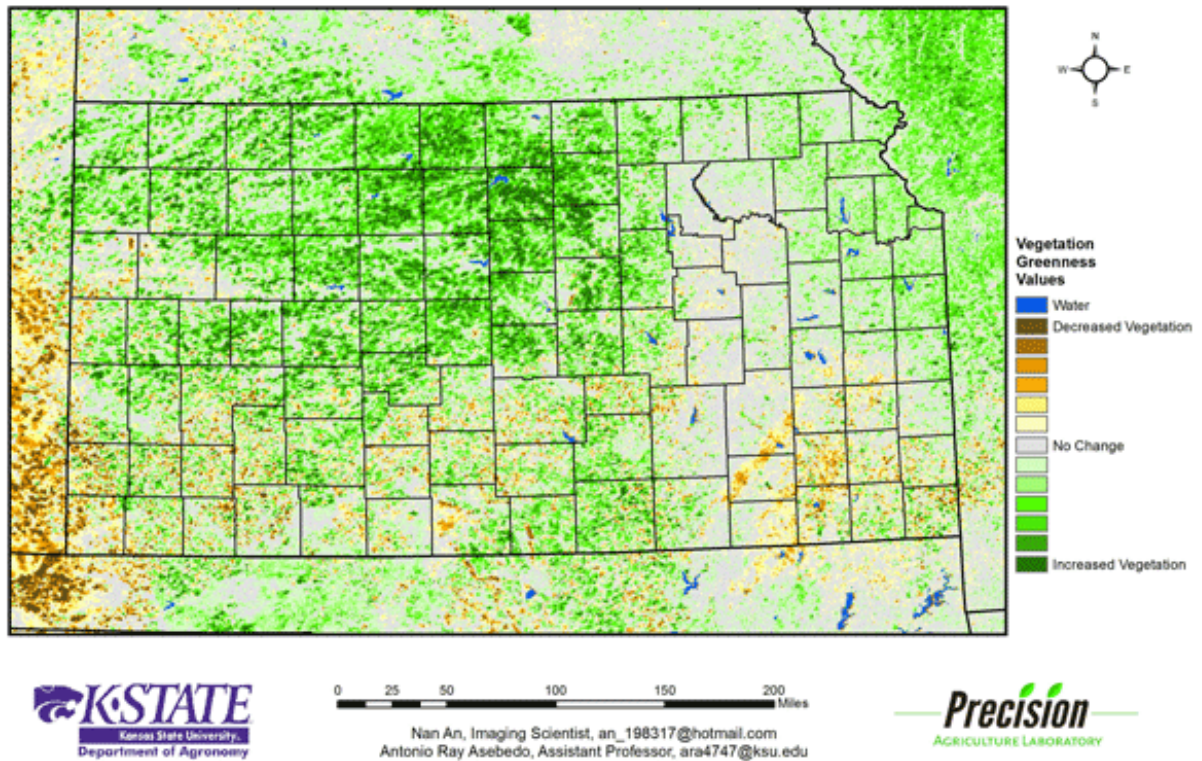 N
W E
S
Vegetation
Greenness
Values
Water
Decreased Vegetation
No Change
Increased Vegetation
K-STATE
Kansas State University.
Department of Agronomy
0 25 50 100 150 200
Miles
Nan An, Imaging Scientist, an_198317@hotmail.com
Antonio Ray Asebedo, Assistant Professor, ara4747@ksu.edu
Precision
AGRICULTURE LABORATORY